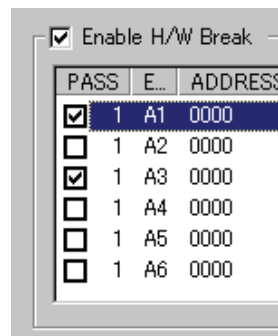 Enable H/W Break
PASS E... ADDRESS
1 A1 0000
1 A2 0000
1 A3 0000
1 A4 0000
1 A5 0000
1 A6 0000